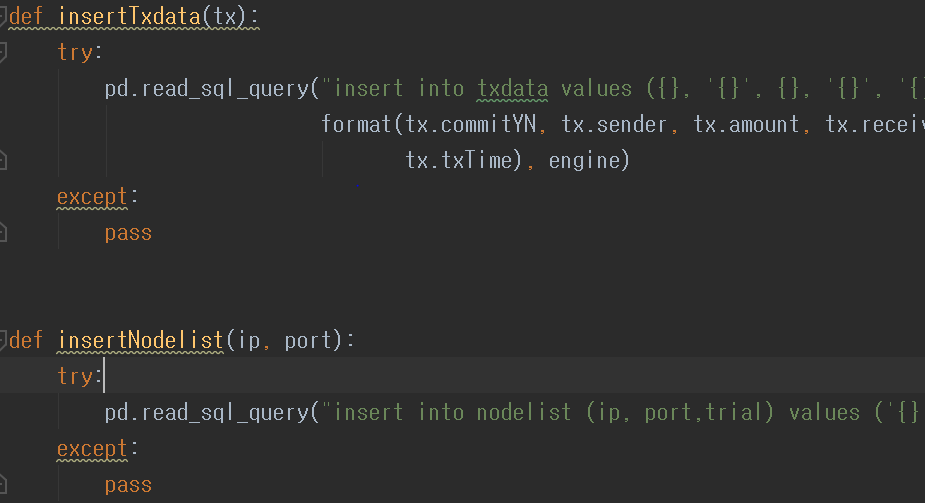 def insertTxdata(tx):
try:
pd.read_sql_query("insert into txdata values ({}, '{}', {}, '{}', '{}
format(tx.commitYN, tx.sender, tx.amount, tx.receiv
tx.txTime), engine)
except:
pass
def insertNodelist(ip, port):
try:
pd.read_sql_query("insert into nodelist (ip, port,trial) values ('{}
except:
pass